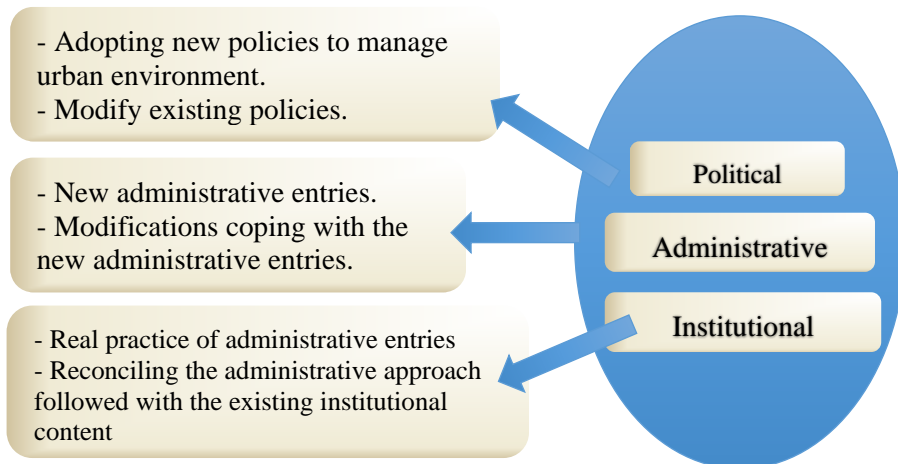 - Adopting new policies to manage
urban environment.
- Modify existing policies.
Political
- New administrative entries.
- Modifications coping with the
new administrative entries.
Administrative
- Real practice of administrative entries
- Reconciling the administrative approach
followed with the existing institutional
content
Institutional